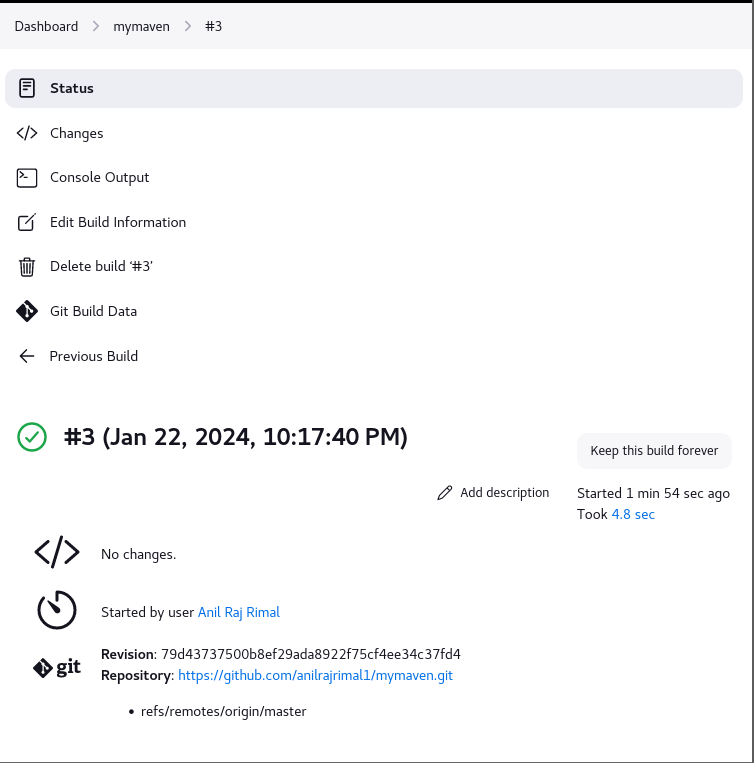 Dashboard > mymaven > #3
Status
Changes
Console Output
Edit Build Information
Delete build ‘#3’
Git Build Data
Previous Build
#3 (Jan 22, 2024, 10:17:40 PM)
Keep this build forever
Add description
Started 1 min 54 sec ago
Took 4.8 sec
No changes.
Started by user Anil Raj Rimal
git
Revision: 79d43737500b8ef29ada8922f75cf4ee34c37fd4
Repository: https://github.com/anilrajrimal1/mymaven.git
• refs/remotes/origin/master